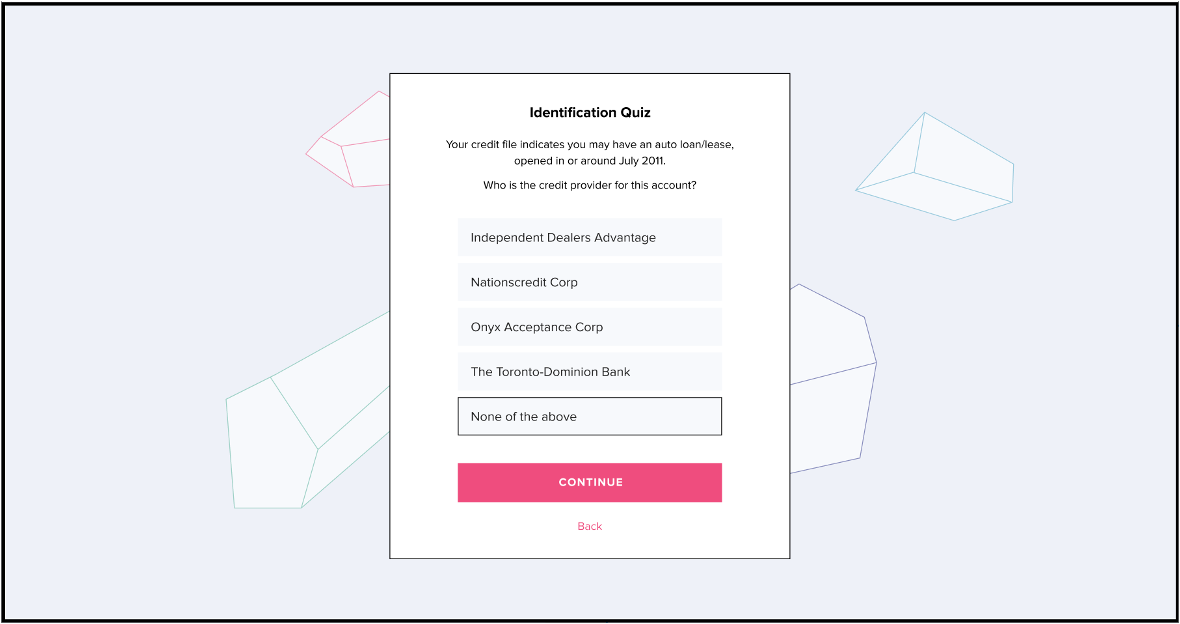 Identification Quiz
Your credit file indicates you may have an auto loan/lease,
opened in or around July 2011.
Who is the credit provider for this account?
Independent Dealers Advantage
Nationscredit Corp
Onyx Acceptance Corp
The Toronto-Dominion Bank
None of the above
CONTINUE
Back